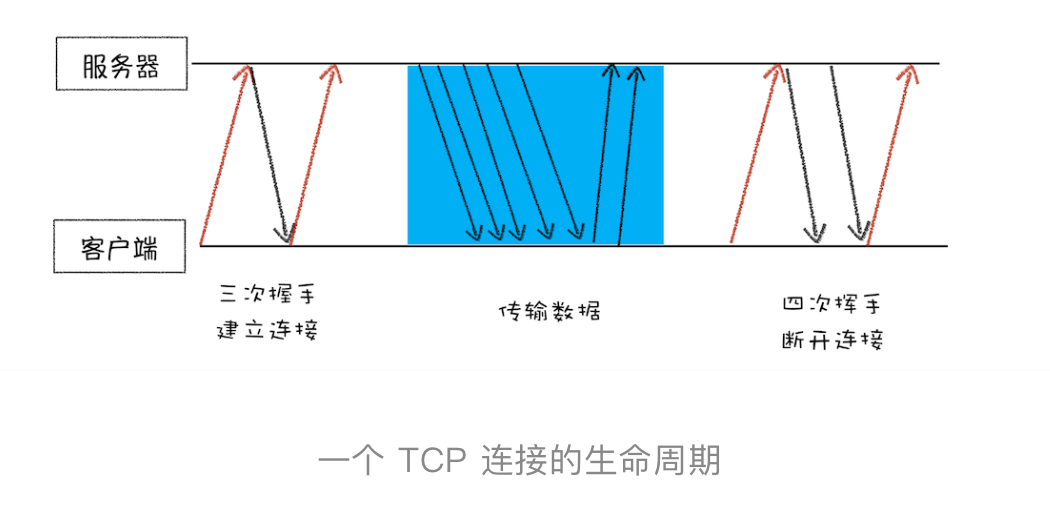 服务器
客户端
三次握手
建立连接
传输数据
四次挥手
断开连接
一个 TCP 连接的生命周期